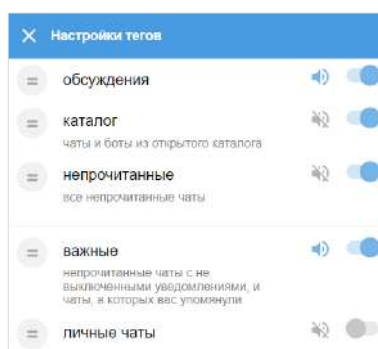 Настройки тегов
обсуждения
каталог
чаты и боты из открытого каталога
непрочитанные
все непрочитанные чаты
важные
непрочитанные чаты с не
выключенными уведомлениями, и
чаты, в которых вас упомянули
личные чаты